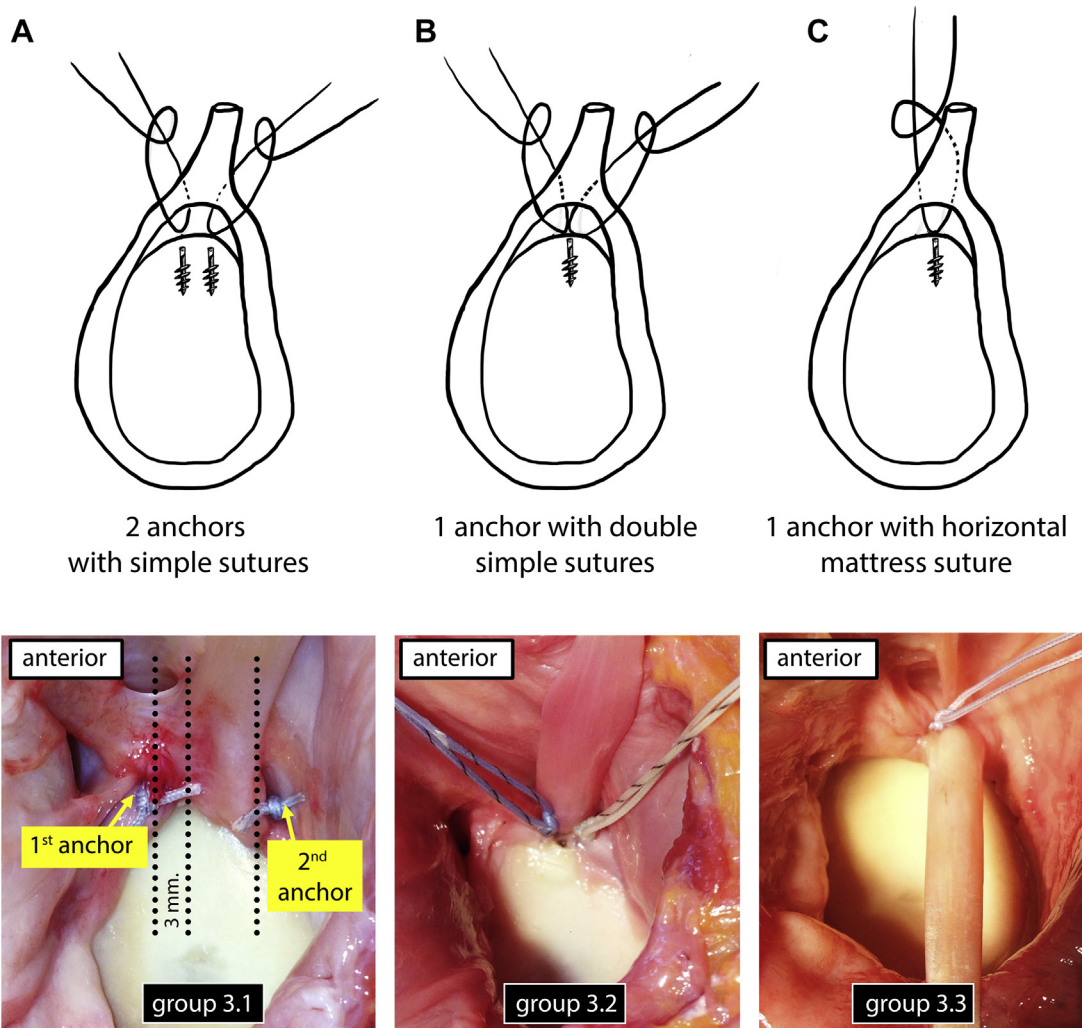 A
B
C
2 anchors
with simple sutures
1 anchor with double
simple sutures
1 anchor with horizontal
mattress suture
anterior
1st anchor
3 mm.
2nd
anchor
group 3.1
anterior
group 3.2
anterior
group 3.3